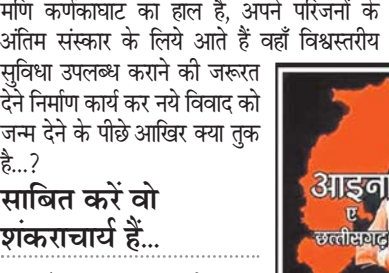 मणि कर्णकाघाट का हाल है, अपने परिजनों के
अंतिम संस्कार के लिये आते हैं वहाँ विश्वस्तरीय
सुविधा उपलब्ध कराने की जरूरत
देने निर्माण कार्य कर नये विवाद को
जन्म देने के पीछे आखिर क्या तुक
है...?
साबित करें वो
शंकराचार्य हैं...
आइना
ए
छत्तीसगढ़